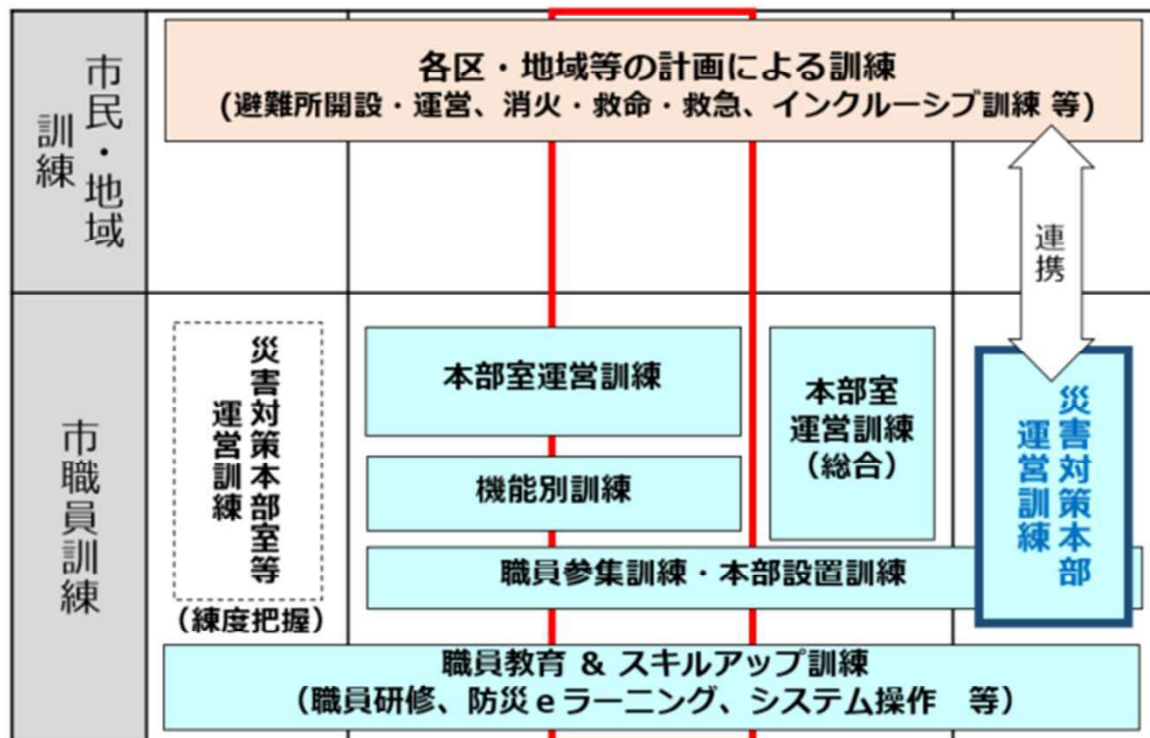 市民・地域
訓練
各区・地域等の計画による訓練
(避難所開設・運営、消火・救命・救急、インクルーシブ訓練 等)
連携
市職員訓練
災害対策本部室等
運営訓練
(練度把握)
本部室運営訓練
機能別訓練
本部室
運営訓練
(総合)
災害対策本部
運営訓練
職員参集訓練・本部設置訓練
職員教育 & スキルアップ訓練
(職員研修、防災eラーニング、システム操作 等)